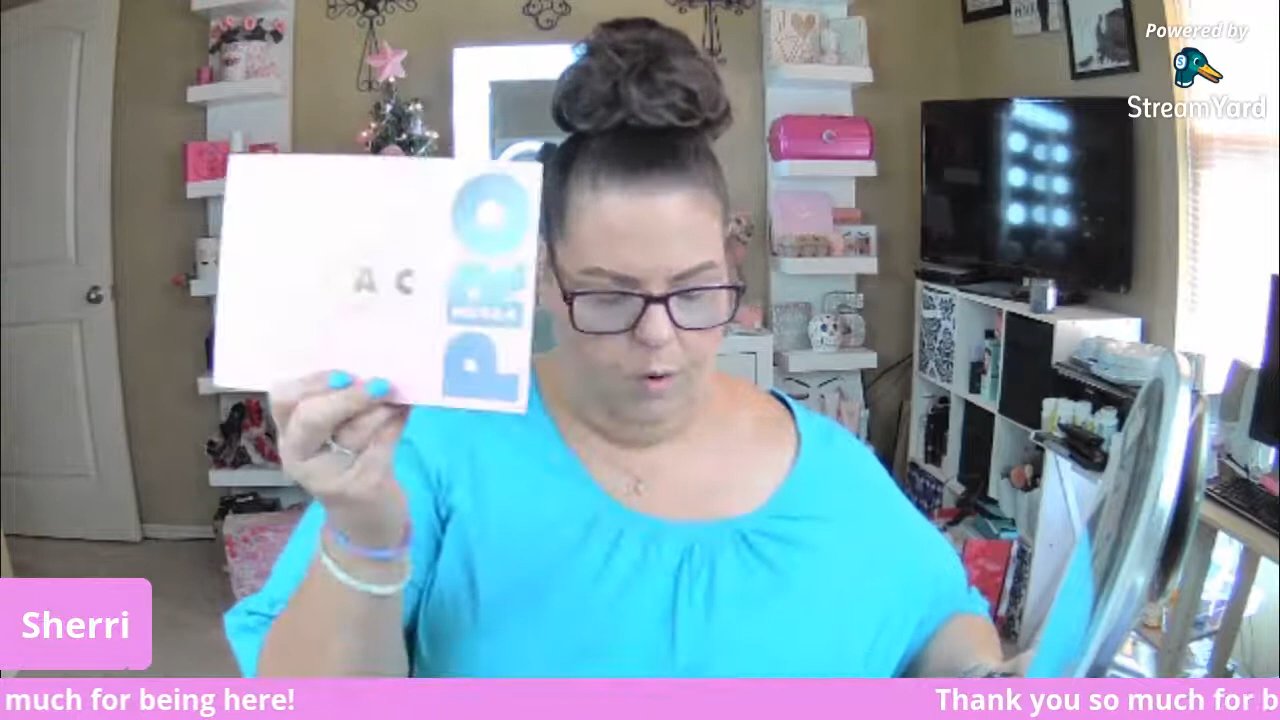 Powered by
StreamYard
A C
PRO
Sherri
much for being here!
Thank you so much for b